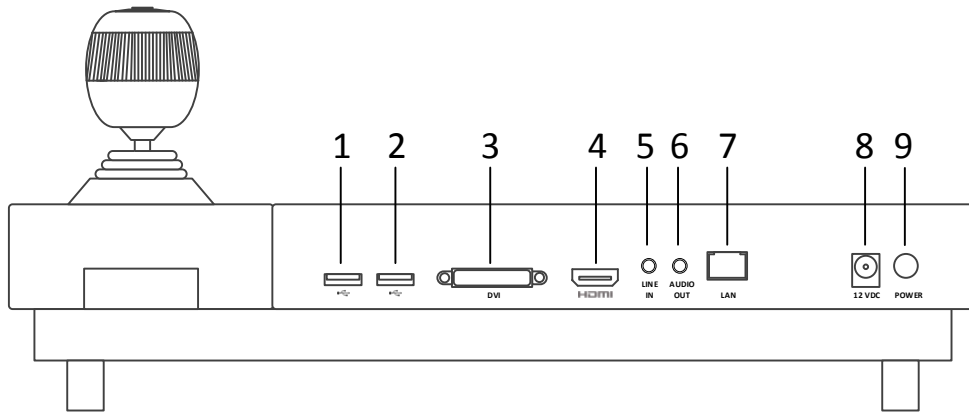 1 2 3 4 5 6 7 8 9
DVI
HDMI
LINE IN
AUDIO OUT
LAN
12 VDC
POWER